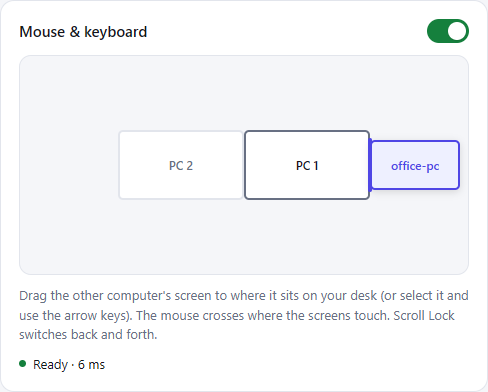 Mouse & keyboard
PC 2
PC 1
office-pc
Drag the other computer's screen to where it sits on your desk (or select it and
use the arrow keys). The mouse crosses where the screens touch. Scroll Lock
switches back and forth.
Ready · 6 ms